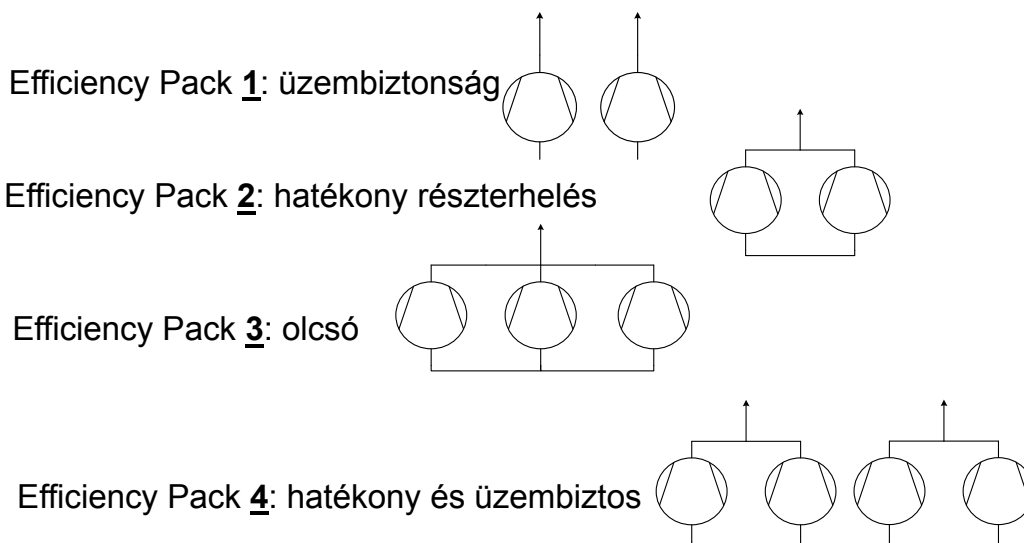 Efficiency Pack 1: üzembiztonság
Efficiency Pack 2: hatékony részterhelés
Efficiency Pack 3: olcsó
Efficiency Pack 4: hatékony és üzembiztos